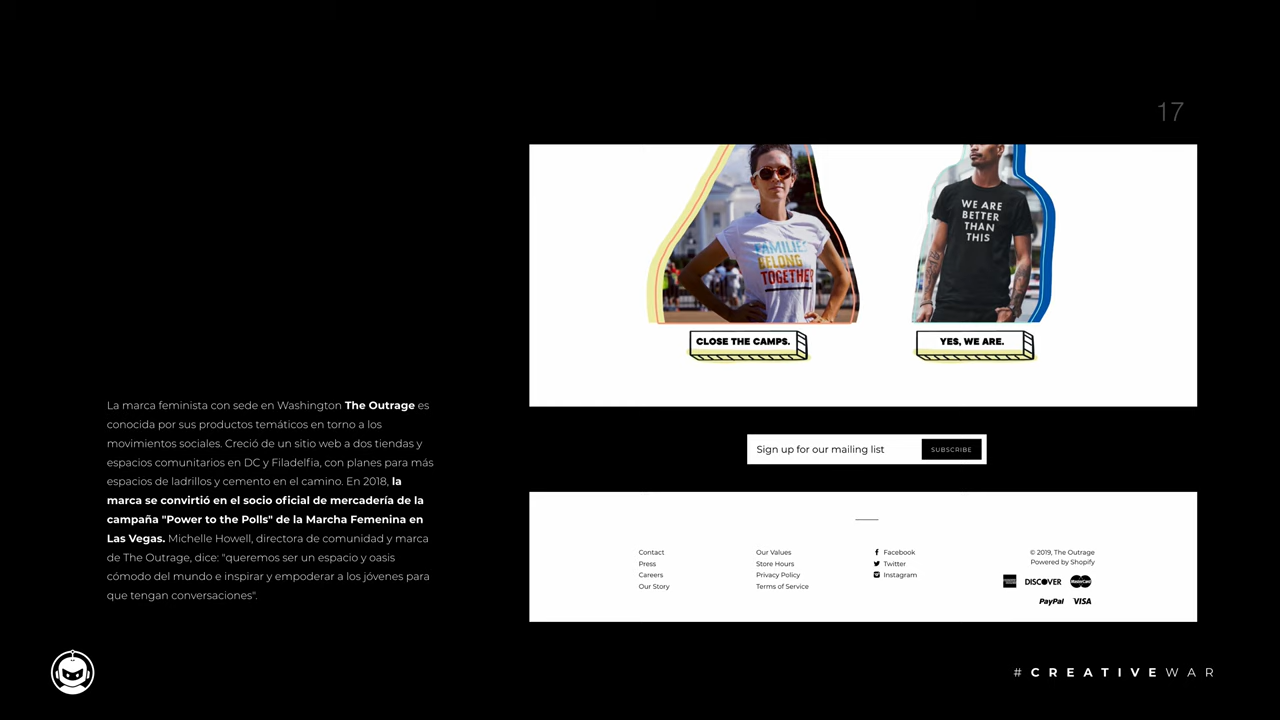 17
FAMILIES
BELONG
TOGETHER
WE ARE
BETTER
THAN
THIS
CLOSE THE CAMPS.
YES, WE ARE.
La marca feminista con sede en Washington The Outrage es
conocida por sus productos temáticos en torno a los
movimientos sociales. Creció de un sitio web a dos tiendas y
espacios comunitarios en DC y Filadelfia, con planes para más
espacios de ladrillos y cemento en el camino. En 2018, la
marca se convirtió en el socio oficial de mercadería de la
campaña "Power to the Polls" de la Marcha Femenina en
Las Vegas. Michelle Howell, directora de comunidad y marca
de The Outrage, dice: "queremos ser un espacio y oasis
cómodo del mundo e inspirar y empoderar a los jóvenes para
que tengan conversaciones".
Sign up for our mailing list
SUBSCRIBE
Contact
Press
Careers
Our Story
Our Values
Store Hours
Privacy Policy
Terms of Service
Facebook
Twitter
Instagram
© 2019, The Outrage
Powered by Shopify
DISCOVER
MasterCard
PayPal
VISA
#CREATIVEWAR